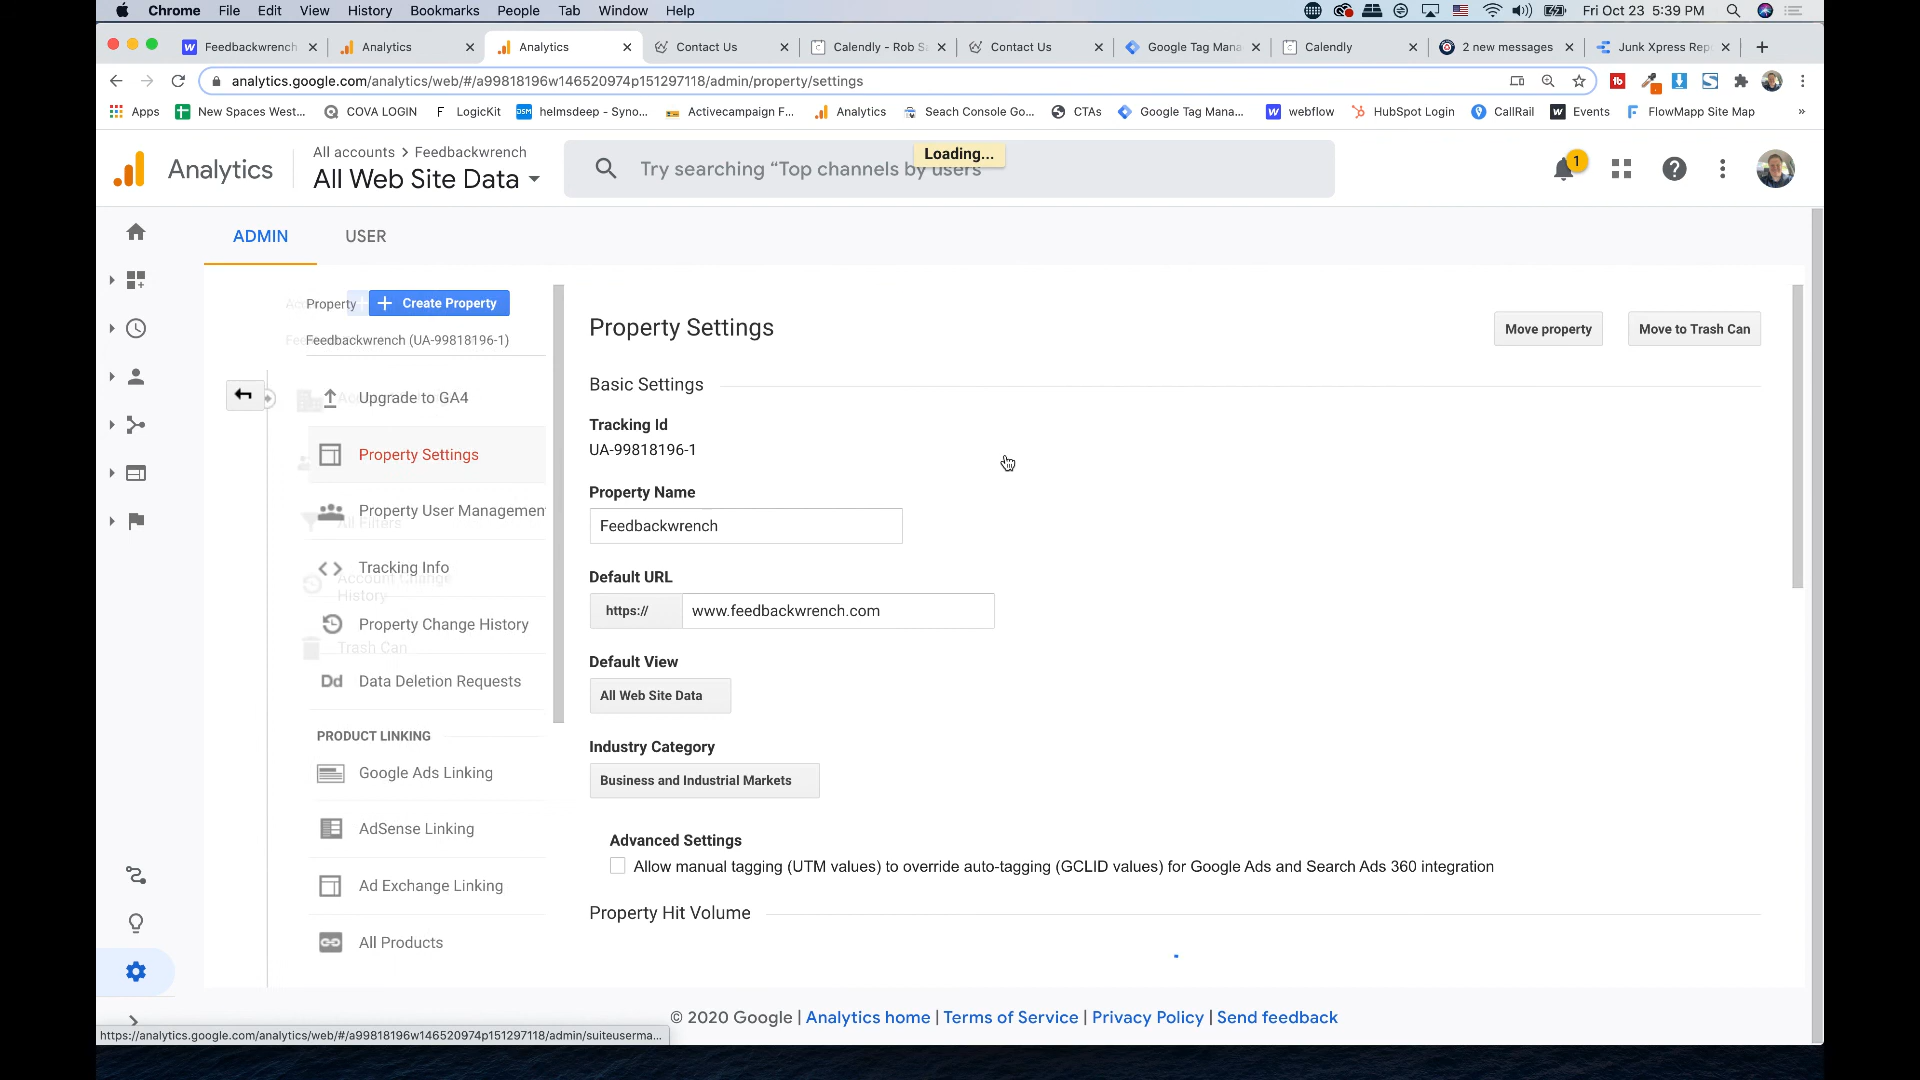 Chrome File Edit View History Bookmarks People Tab Window Help Fri Oct 23 5:39 PM
Feedbackwrench Analytics Analytics Contact Us Calendly - Rob S Contact Us Google Tag Mana Calendly 2 new messages Junk Xpress Rep
analytics.google.com/analytics/web/#/a99818196w146520974p151297118/admin/property/settings
Apps New Spaces West... COVA LOGIN LogicKit helmsdeep - Syno... Activecampaign F... Analytics Seach Console Go... CTAs Google Tag Mana... webflow HubSpot Login CallRail Events FlowMapp Site Map »
Analytics
All accounts > Feedbackwrench
All Web Site Data
Try searching “Top channels by users
Loading...
1
ADMIN USER
Property + Create Property
Feedbackwrench (UA-99818196-1)
Upgrade to GA4
Property Settings
Property User Managemen
All Filters
Tracking Info
Account Change
History
Property Change History
Trash Can
Dd Data Deletion Requests
PRODUCT LINKING
Google Ads Linking
AdSense Linking
Ad Exchange Linking
All Products
Property Settings
Move property Move to Trash Can
Basic Settings
Tracking Id
UA-99818196-1
Property Name
Feedbackwrench
Default URL
https:// www.feedbackwrench.com
Default View
All Web Site Data
Industry Category
Business and Industrial Markets
Advanced Settings
Allow manual tagging (UTM values) to override auto-tagging (GCLID values) for Google Ads and Search Ads 360 integration
Property Hit Volume
© 2020 Google | Analytics home | Terms of Service | Privacy Policy | Send feedback
https://analytics.google.com/analytics/web/#/a99818196w146520974p151297118/admin/suiteuserma...